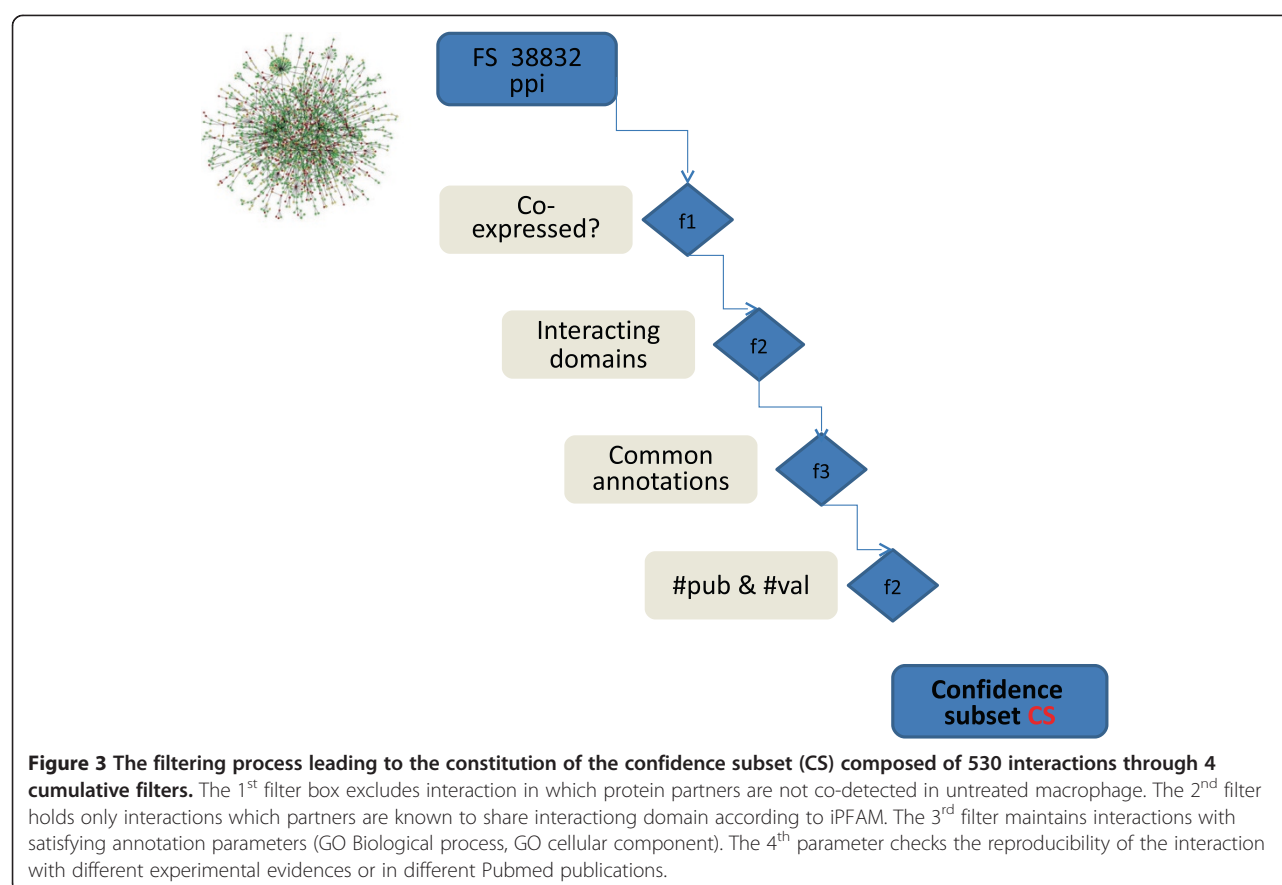 FS 38832
ppi
Co-
expressed?
f1
Interacting
domains
f2
Common
annotations
f3
#pub & #val
f2
Confidence
subset CS
Figure 3 The filtering process leading to the constitution of the confidence subset (CS) composed of 530 interactions through 4
cumulative filters. The 1st filter box excludes interaction in which protein partners are not co-detected in untreated macrophage. The 2nd filter
holds only interactions which partners are known to share interactiong domain according to iPFAM. The 3rd filter maintains interactions with
satisfying annotation parameters (GO Biological process, GO cellular component). The 4th parameter checks the reproducibility of the interaction
with different experimental evidences or in different Pubmed publications.